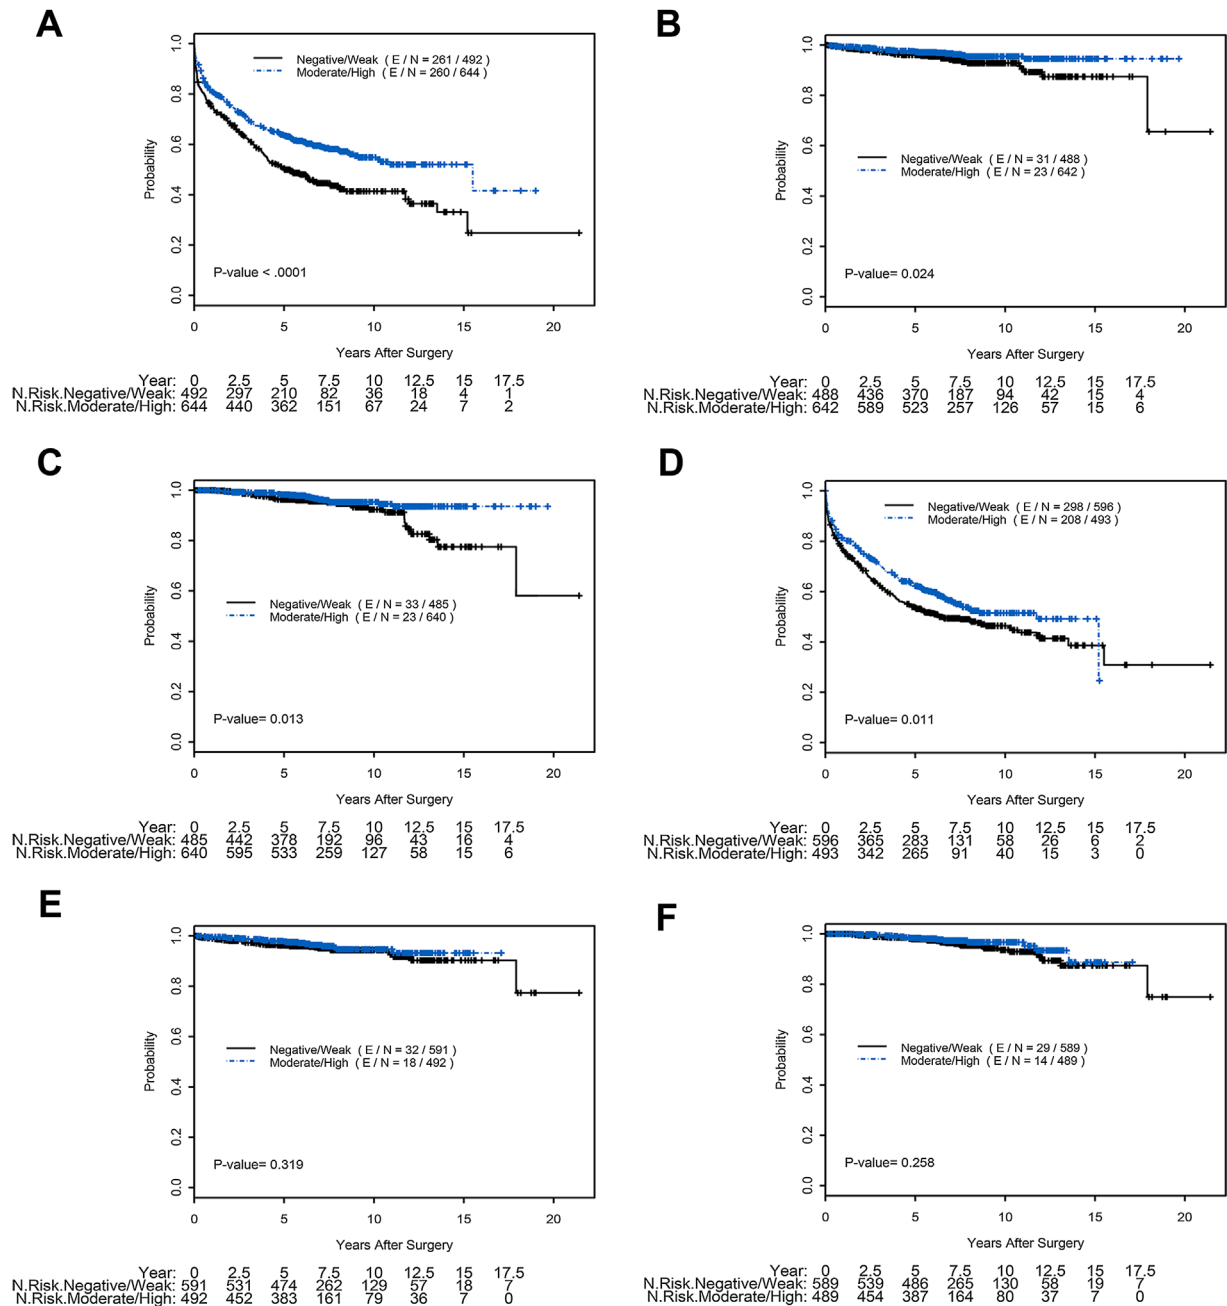 A
1.0
0.8
0.6
0.4
0.2
0.0
Probability
Negative/Weak ( E / N = 261 / 492 )
Moderate/High ( E / N = 260 / 644 )
P-value < .0001
0 5 10 15 20
Years After Surgery
Year: 0 2.5 5 7.5 10 12.5 15 17.5
N.Risk.Negative/Weak: 492 297 210 82 36 18 4 1
N.Risk.Moderate/High: 644 440 362 151 67 24 7 2
B
1.0
0.8
0.6
0.4
0.2
0.0
Probability
Negative/Weak ( E / N = 31 / 488 )
Moderate/High ( E / N = 23 / 642 )
P-value= 0.024
0 5 10 15 20
Years After Surgery
Year: 0 2.5 5 7.5 10 12.5 15 17.5
N.Risk.Negative/Weak: 488 436 370 187 94 42 15 4
N.Risk.Moderate/High: 642 589 523 257 126 57 15 6
C
1.0
0.8
0.6
0.4
0.2
0.0
Probability
Negative/Weak ( E / N = 33 / 485 )
Moderate/High ( E / N = 23 / 640 )
P-value= 0.013
0 5 10 15 20
Years After Surgery
Year: 0 2.5 5 7.5 10 12.5 15 17.5
N.Risk.Negative/Weak: 485 442 378 192 96 43 16 4
N.Risk.Moderate/High: 640 595 533 259 127 58 15 6
D
1.0
0.8
0.6
0.4
0.2
0.0
Probability
Negative/Weak ( E / N = 298 / 596 )
Moderate/High ( E / N = 208 / 493 )
P-value= 0.011
0 5 10 15 20
Years After Surgery
Year: 0 2.5 5 7.5 10 12.5 15 17.5
N.Risk.Negative/Weak: 596 365 283 131 58 26 6 2
N.Risk.Moderate/High: 493 342 265 91 40 15 3 0
E
1.0
0.8
0.6
0.4
0.2
0.0
Probability
Negative/Weak ( E / N = 32 / 591 )
Moderate/High ( E / N = 18 / 492 )
P-value= 0.319
0 5 10 15 20
Years After Surgery
Year: 0 2.5 5 7.5 10 12.5 15 17.5
N.Risk.Negative/Weak: 591 531 474 262 129 57 18 7
N.Risk.Moderate/High: 492 452 383 161 79 36 7 0
F
1.0
0.8
0.6
0.4
0.2
0.0
Probability
Negative/Weak ( E / N = 29 / 589 )
Moderate/High ( E / N = 14 / 489 )
P-value= 0.258
0 5 10 15 20
Years After Surgery
Year: 0 2.5 5 7.5 10 12.5 15 17.5
N.Risk.Negative/Weak: 589 539 486 265 130 58 19 7
N.Risk.Moderate/High: 489 454 387 164 80 37 7 0